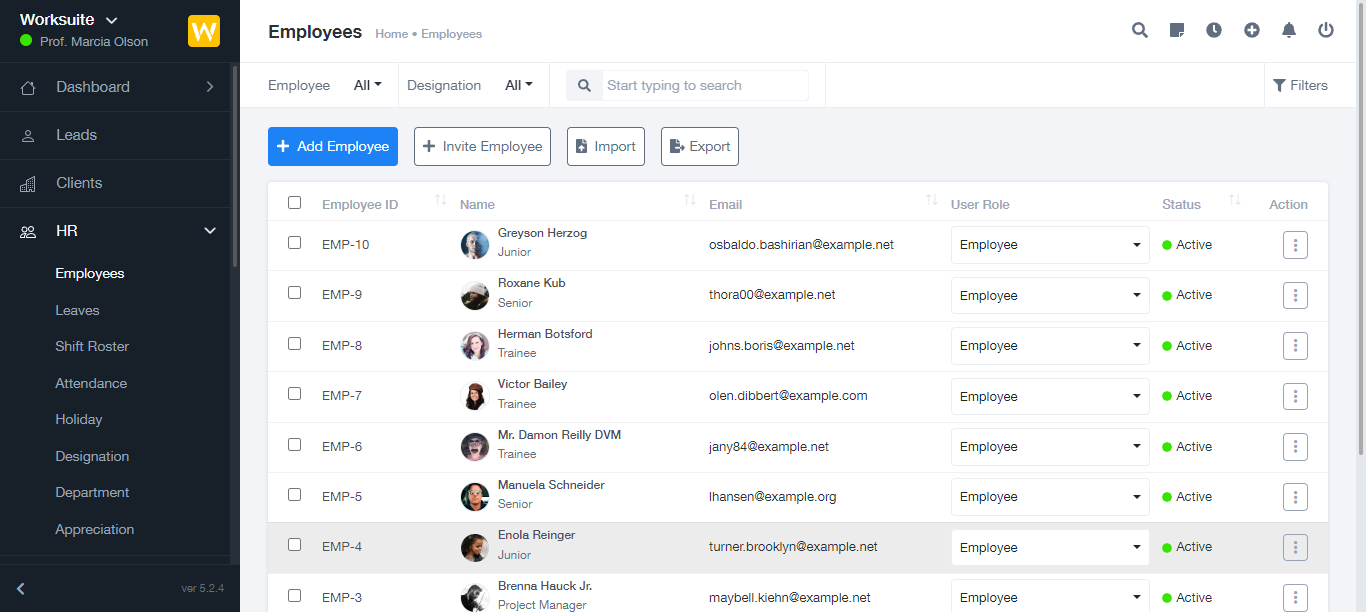 Worksuite
Prof. Marcia Olson
W
Dashboard
Leads
Clients
HR
Employees
Leaves
Shift Roster
Attendance
Holiday
Designation
Department
Appreciation
ver 5.2.4
Employees Home • Employees
Employee All Designation All Start typing to search Filters
Add Employee Invite Employee Import Export
Employee ID Name Email User Role Status Action
EMP-10 Greyson Herzog osbaldo.bashirian@example.net Employee Active
Junior
EMP-9 Roxane Kub thora00@example.net Employee Active
Senior
EMP-8 Herman Botsford johns.boris@example.net Employee Active
Trainee
EMP-7 Victor Bailey olen.dibbert@example.com Employee Active
Trainee
EMP-6 Mr. Damon Reilly DVM jany84@example.net Employee Active
Trainee
EMP-5 Manuela Schneider lhansen@example.org Employee Active
Senior
EMP-4 Enola Reinger turner.brooklyn@example.net Employee Active
Junior
EMP-3 Brenna Hauck Jr. maybell.kiehn@example.net Employee Active
Project Manager